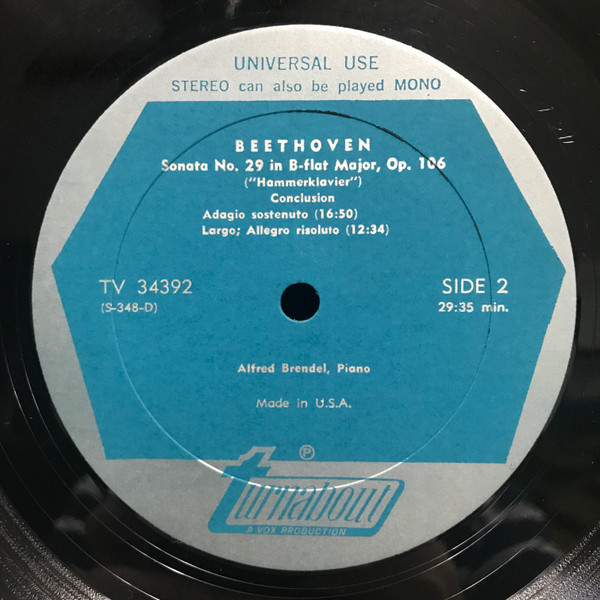 UNIVERSAL USE
STEREO can also be played MONO
BEETHOVEN
Sonata No. 29 in B-flat Major, Op. 106
("Hammerklavier")
Conclusion
Adagio sostenuto (16:50)
Largo; Allegro risoluto (12:34)
TV 34392
(S-348-D)
SIDE 2
29:35 min.
Alfred Brendel, Piano
Made in U.S.A.
℗
turnabout
A VOX PRODUCTION